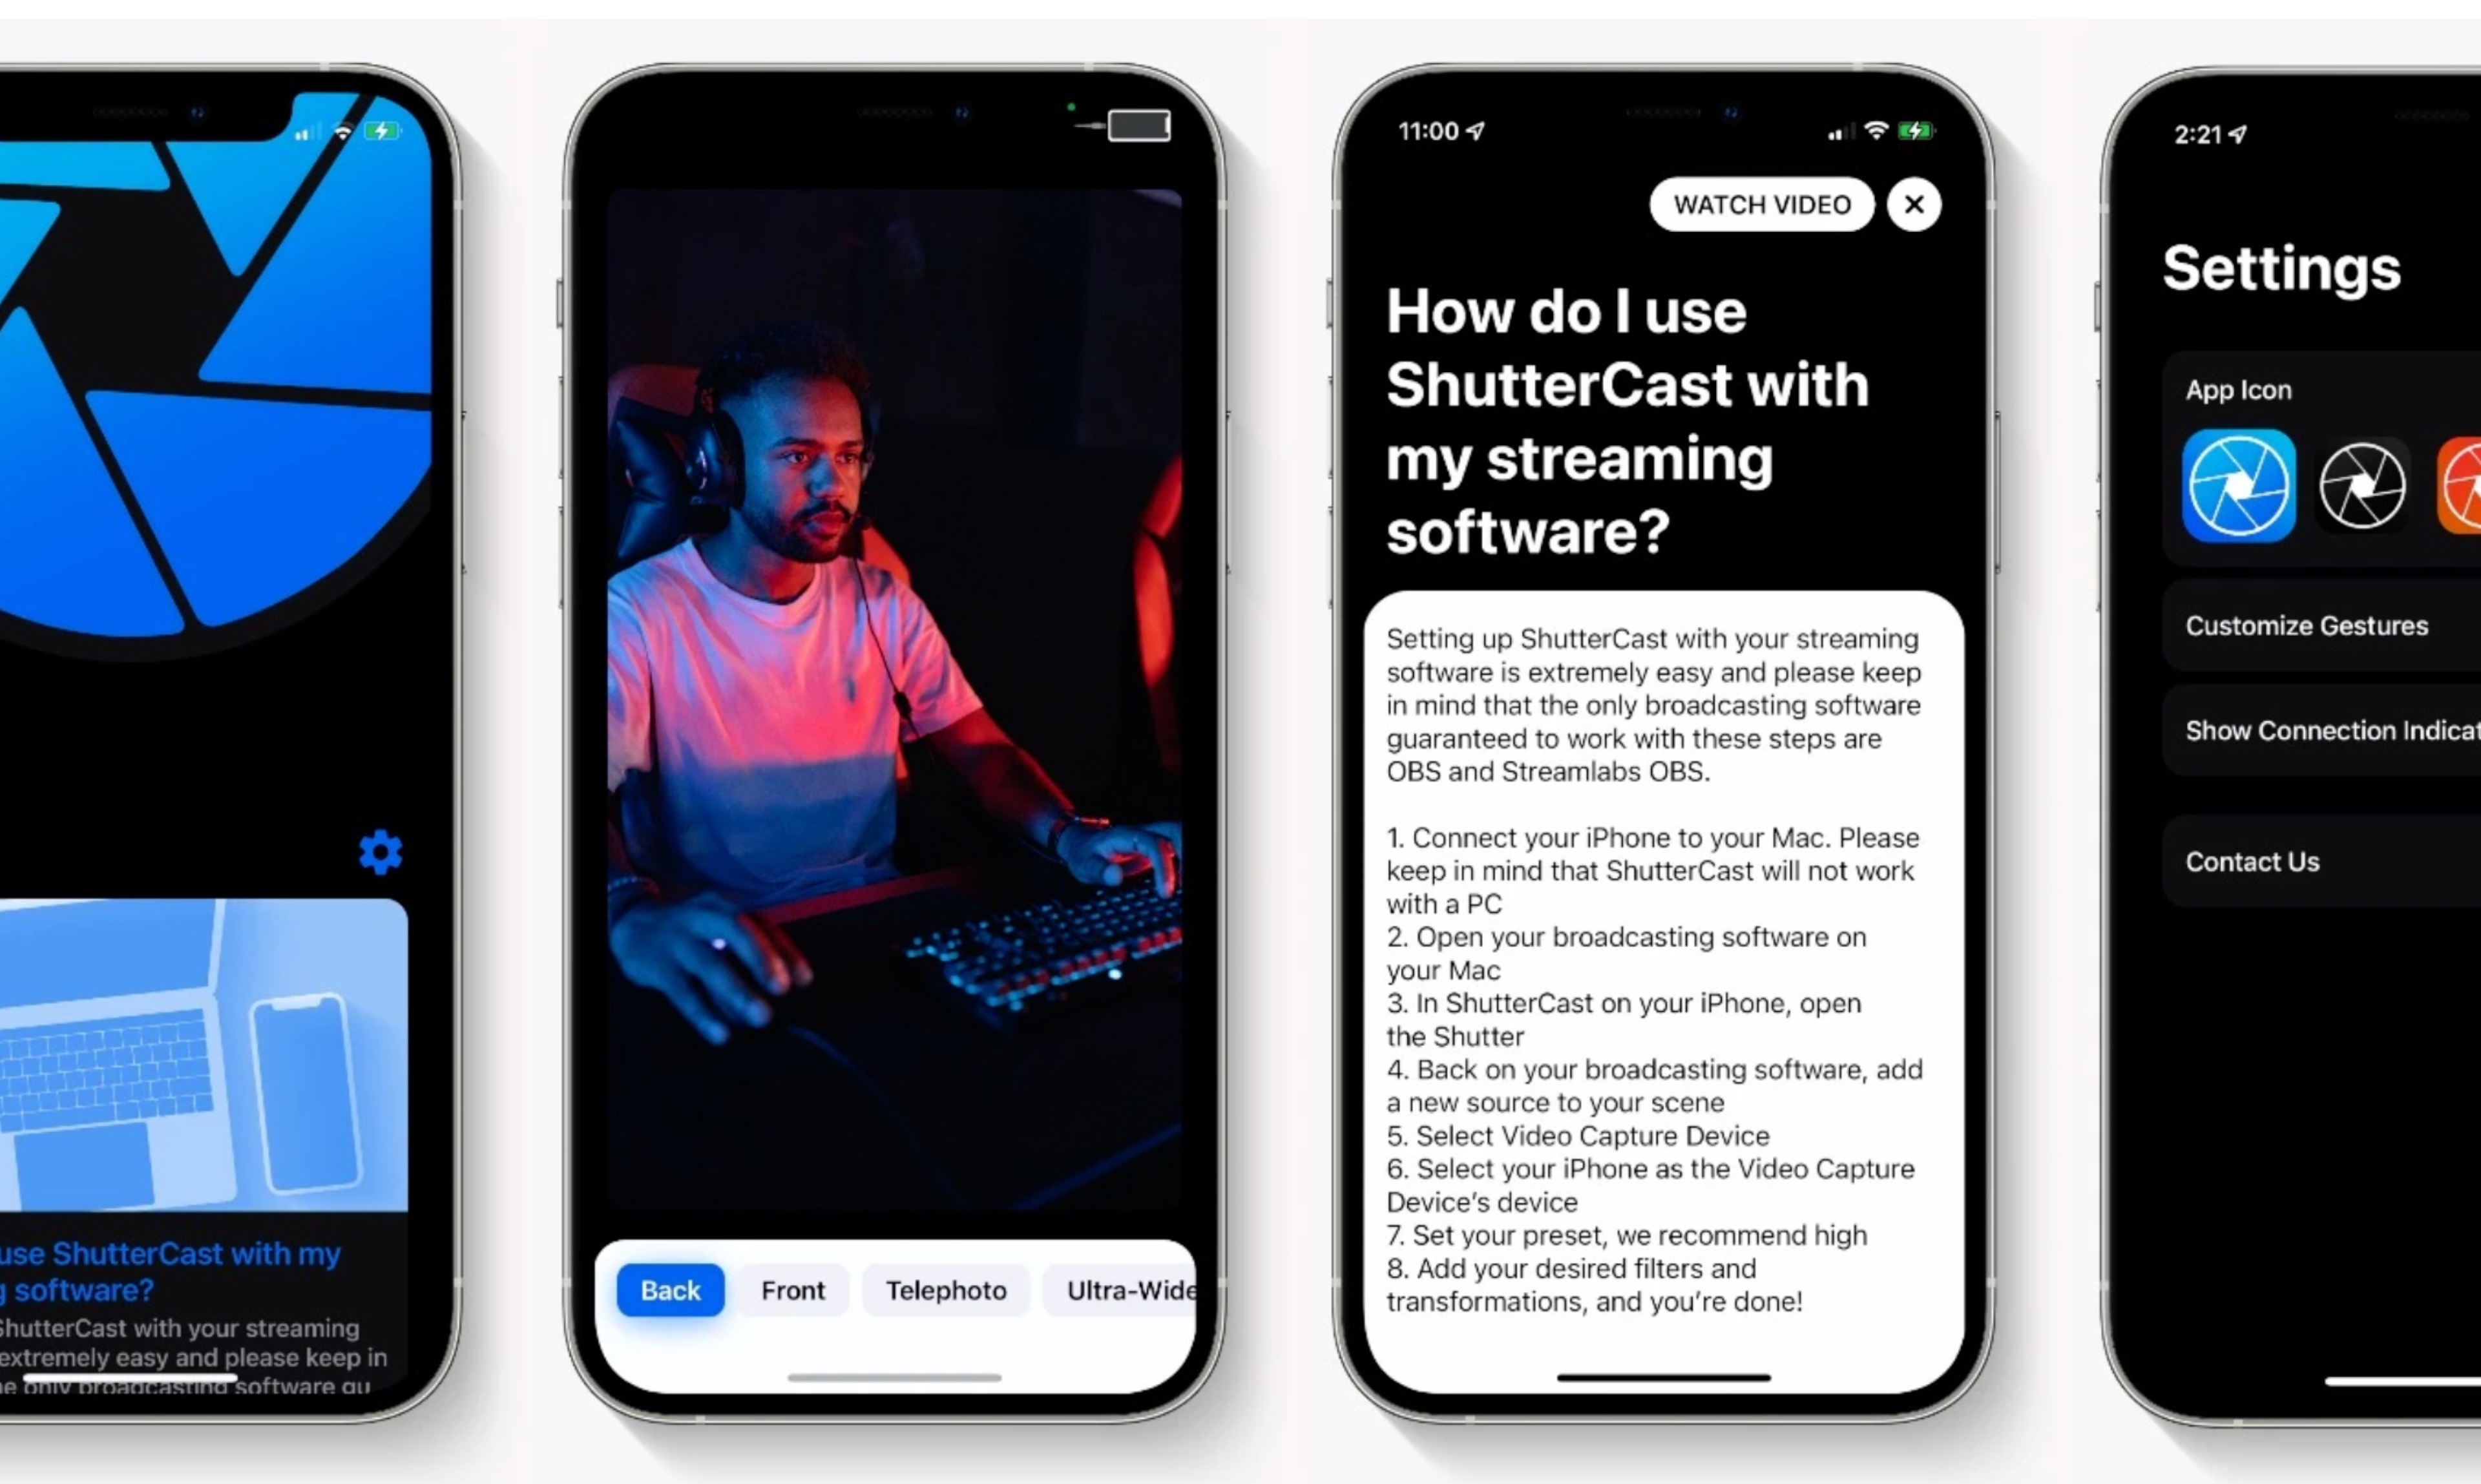 use ShutterCast with my
software?
ShutterCast with your streaming
extremely easy and please keep in
only broadcasting software gu
Back
Front
Telephoto
Ultra-Wide
11:00
WATCH VIDEO
How do I use
ShutterCast with
my streaming
software?
Setting up ShutterCast with your streaming
software is extremely easy and please keep
in mind that the only broadcasting software
guaranteed to work with these steps are
OBS and Streamlabs OBS.
1. Connect your iPhone to your Mac. Please
keep in mind that ShutterCast will not work
with a PC
2. Open your broadcasting software on
your Mac
3. In ShutterCast on your iPhone, open
the Shutter
4. Back on your broadcasting software, add
a new source to your scene
5. Select Video Capture Device
6. Select your iPhone as the Video Capture
Device’s device
7. Set your preset, we recommend high
8. Add your desired filters and
transformations, and you’re done!
2:21
Settings
App Icon
Customize Gestures
Show Connection Indicat
Contact Us